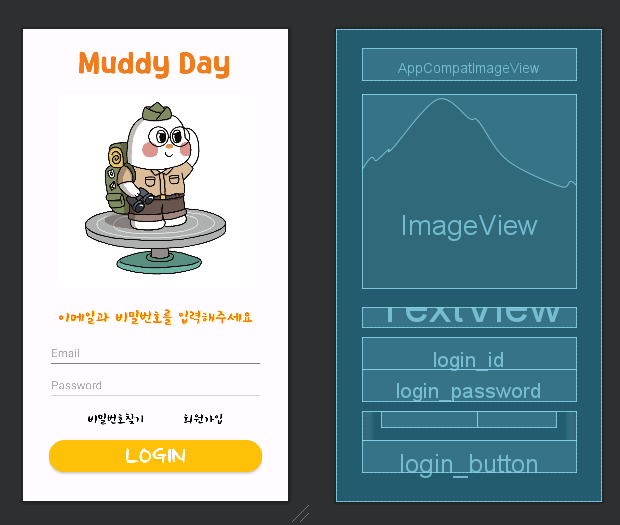 Muddy Day
이메일과 비밀번호를 입력해주세요
Email
Password
비밀번호찾기 회원가입
LOGIN
AppCompatImageView
ImageView
TextView
login_id
login_password
login_button